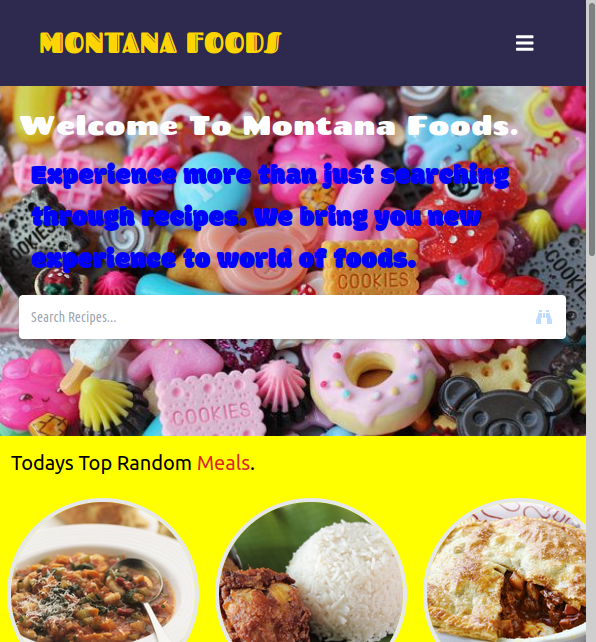 MONTANA FOODS
Welcome To Montana Foods.
Experience more than just searching
through recipes. We bring you new
experience to world of foods.
COOKIES
COOKIES
COOKIES
Search Recipes...
COOKIES
Todays Top Random Meals.